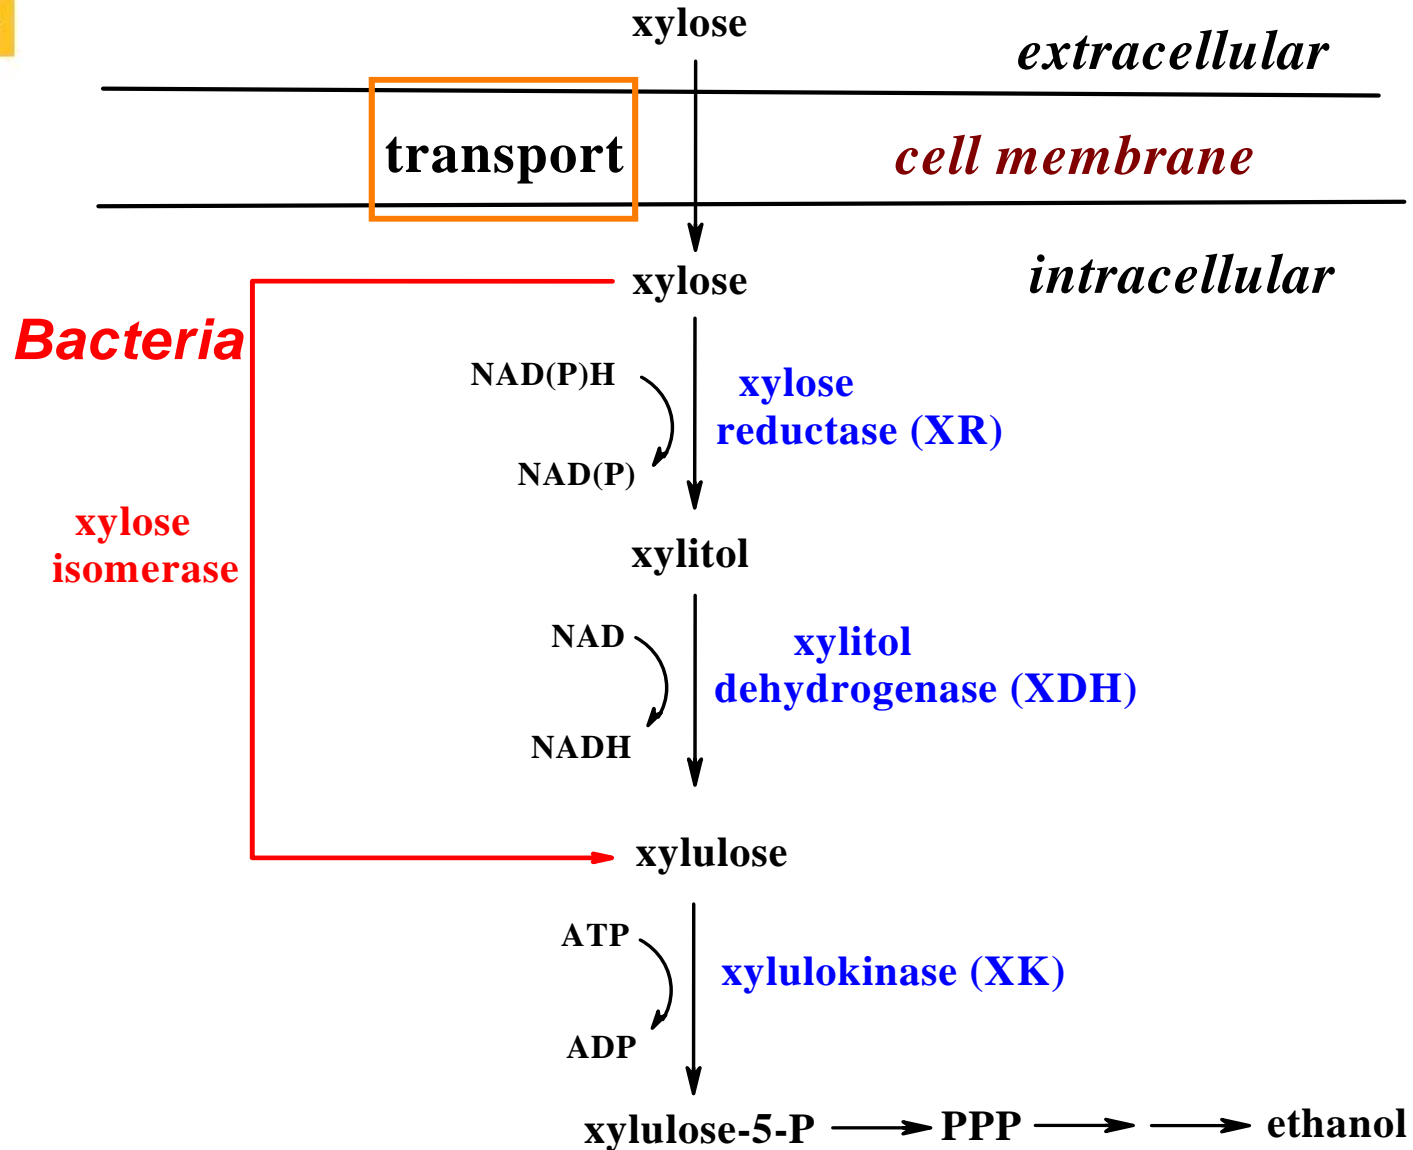 xylose
extracellular
transport
cell membrane
xylose
intracellular
Bacteria
NAD(P)H
xylose
reductase (XR)
NAD(P)
xylose
isomerase
xylitol
NAD
xylitol
dehydrogenase (XDH)
NADH
xylulose
ATP
xylulokinase (XK)
ADP
xylulose-5-P PPP ethanol